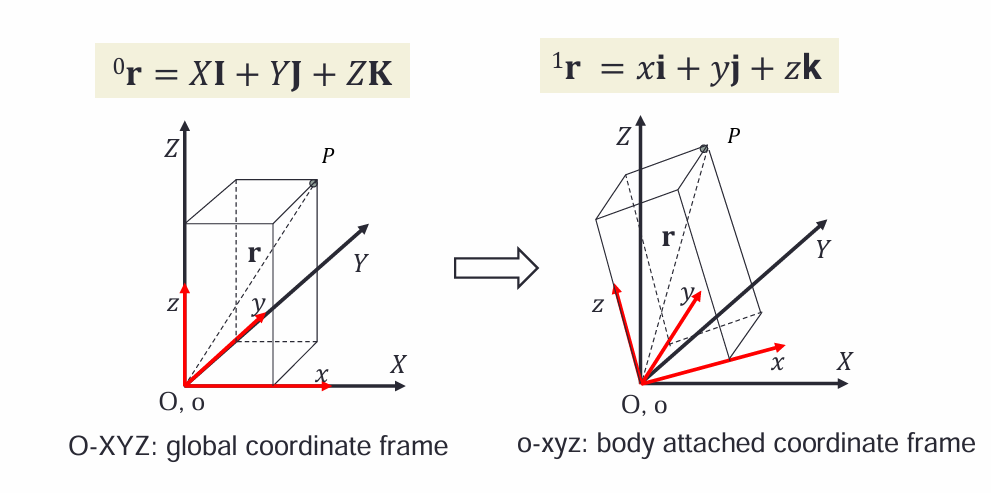 ⁰r = XI + YJ + ZK
¹r = xi + yj + zk
Z
P
r
Y
z
y
X
x
O, o
Z
P
r
Y
z
y
x
X
O, o
O-XYZ: global coordinate frame
o-xyz: body attached coordinate frame